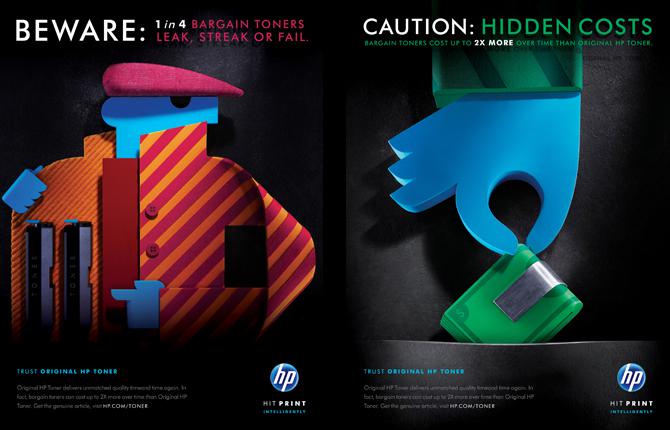 BEWARE: 1 in 4 BARGAIN TONERS
LEAK, STREAK OR FAIL.
TONER
TONER
TRUST ORIGINAL HP TONER
Original HP Toner delivers unmatched quality time and time again. In
fact, bargain toners can cost up to 2X more over time than Original HP
Toner. Get the genuine article, visit HP.COM/TONER
hp
HIT PRINT
INTELLIGENTLY
CAUTION: HIDDEN COSTS
BARGAIN TONERS COST UP TO 2X MORE OVER TIME THAN ORIGINAL HP TONER.
TRUST ORIGINAL HP TONER
Original HP Toner delivers unmatched quality time and time again. In
fact, bargain toners can cost up to 2X more over time than Original HP
Toner. Get the genuine article, visit HP.COM/TONER
hp
HIT PRINT
INTELLIGENTLY